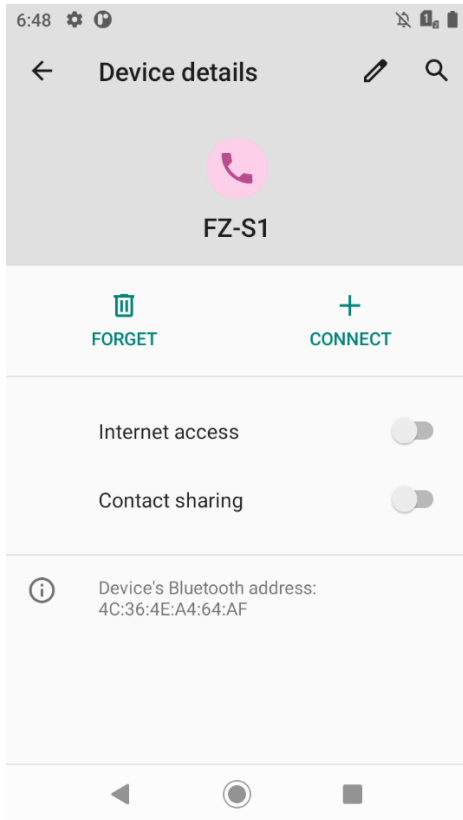 6:48
Device details
FZ-S1
FORGET
CONNECT
Internet access
Contact sharing
Device's Bluetooth address:
4C:36:4E:A4:64:AF